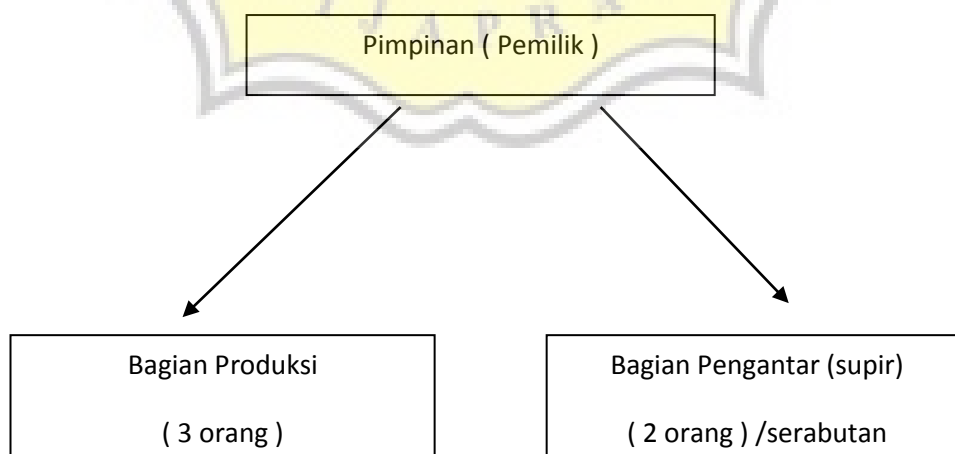 Pimpinan ( Pemilik )
Bagian Produksi
( 3 orang )
Bagian Pengantar (supir)
( 2 orang ) /serabutan